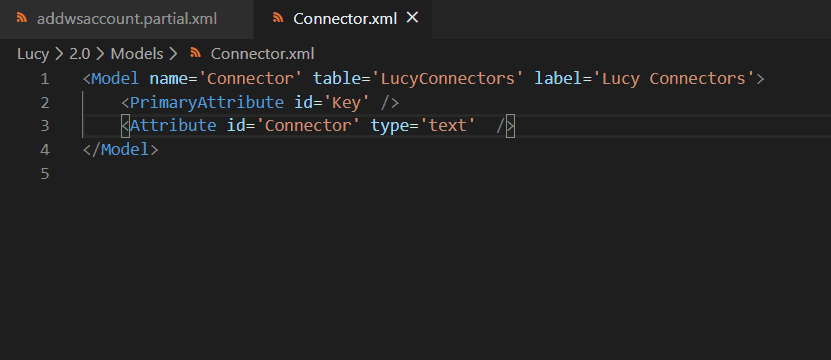 addwsaccount.partial.xml Connector.xml ×
Lucy > 2.0 > Models > Connector.xml
1 <Model name='Connector' table='LucyConnectors' label='Lucy Connectors'>
2     <PrimaryAttribute id='Key' />
3     <Attribute id='Connector' type='text'  />
4 </Model>
5